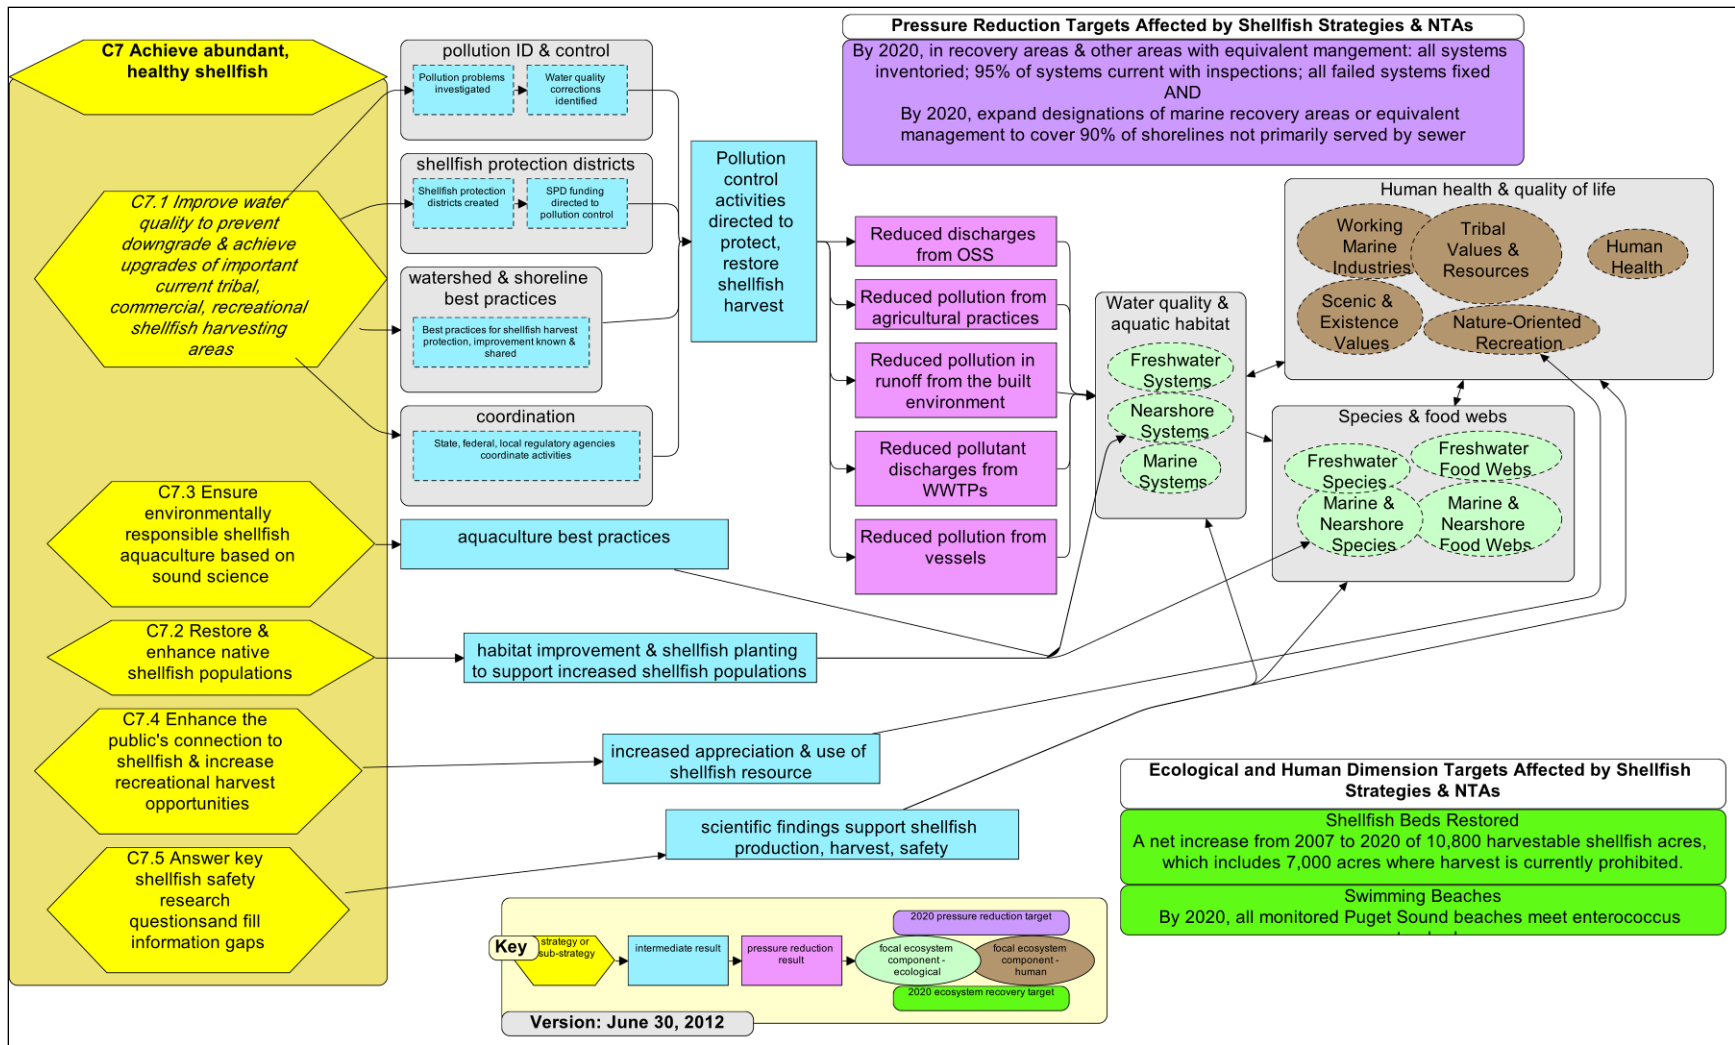 C7 Achieve abundant,
healthy shellfish
C7.1 Improve water
quality to prevent
downgrade & achieve
upgrades of important
current tribal,
commercial, recreational
shellfish harvesting
areas
C7.3 Ensure
environmentally
responsible shellfish
aquaculture based on
sound science
C7.2 Restore &
enhance native
shellfish populations
C7.4 Enhance the
public's connection to
shellfish & increase
recreational harvest
opportunities
C7.5 Answer key
shellfish safety
research
questionsand fill
information gaps
pollution ID & control
Pollution problems
investigated
Water quality
corrections
identified
shellfish protection districts
Shellfish protection
districts created
SPD funding
directed to
pollution control
watershed & shoreline
best practices
Best practices for shellfish harvest
protection, improvement known &
shared
coordination
State, federal, local regulatory agencies
coordinate activities
aquaculture best practices
habitat improvement & shellfish planting
to support increased shellfish populations
increased appreciation & use of
shellfish resource
scientific findings support shellfish
production, harvest, safety
Pollution
control
activities
directed to
protect,
restore
shellfish
harvest
Pressure Reduction Targets Affected by Shellfish Strategies & NTAs
By 2020, in recovery areas & other areas with equivalent mangement: all systems
inventoried; 95% of systems current with inspections; all failed systems fixed
AND
By 2020, expand designations of marine recovery areas or equivalent
management to cover 90% of shorelines not primarily served by sewer
Reduced discharges
from OSS
Reduced pollution from
agricultural practices
Reduced pollution in
runoff from the built
environment
Reduced pollutant
discharges from
WWTPs
Reduced pollution from
vessels
Water quality &
aquatic habitat
Freshwater
Systems
Nearshore
Systems
Marine
Systems
Human health & quality of life
Working
Marine
Industries
Tribal
Values &
Resources
Human
Health
Scenic &
Existence
Values
Nature-Oriented
Recreation
Species & food webs
Freshwater
Species
Freshwater
Food Webs
Marine &
Nearshore
Species
Marine &
Nearshore
Food Webs
Ecological and Human Dimension Targets Affected by Shellfish
Strategies & NTAs
Shellfish Beds Restored
A net increase from 2007 to 2020 of 10,800 harvestable shellfish acres,
which includes 7,000 acres where harvest is currently prohibited.
Swimming Beaches
By 2020, all monitored Puget Sound beaches meet enterococcus
Key
strategy or
sub-strategy
intermediate result
pressure reduction
result
2020 pressure reduction target
focal ecosystem
component -
ecological
focal ecosystem
component -
human
2020 ecosystem recovery target
Version: June 30, 2012